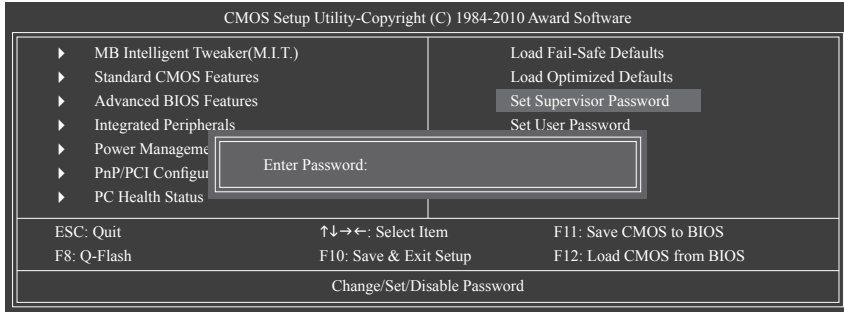 CMOS Setup Utility-Copyright (C) 1984-2010 Award Software
MB Intelligent Tweaker(M.I.T.)
Standard CMOS Features
Advanced BIOS Features
Integrated Peripherals
Power Manageme
PnP/PCI Configur
PC Health Status
Load Fail-Safe Defaults
Load Optimized Defaults
Set Supervisor Password
Set User Password
Enter Password:
ESC: Quit ↑↓→←: Select Item F11: Save CMOS to BIOS
F8: Q-Flash F10: Save & Exit Setup F12: Load CMOS from BIOS
Change/Set/Disable Password